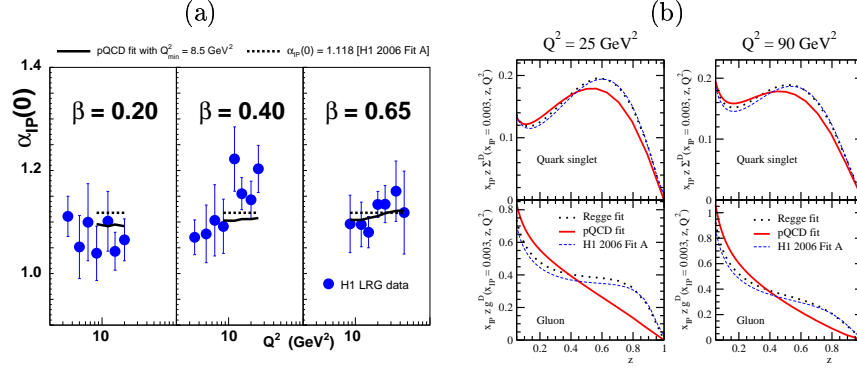 (a)
pQCD fit with Q²min = 8.5 GeV²
αIP(0) = 1.118 [H1 2006 Fit A]
αIP(0)
1.4
1.2
1.1
1.0
β = 0.20
β = 0.40
β = 0.65
H1 LRG data
10
10
10
Q² (GeV²)
(b)
Q² = 25 GeV²
Q² = 90 GeV²
xIP z ΣD(xIP = 0.003, z, Q²)
0.2
0.1
0
Quark singlet
xIP z ΣD(xIP = 0.003, z, Q²)
0.2
0.1
0
Quark singlet
xIP z gD(xIP = 0.003, z, Q²)
0.8
0.6
0.4
0.2
0
Regge fit
pQCD fit
H1 2006 Fit A
Gluon
0.2 0.4 0.6 0.8 1
z
xIP z gD(xIP = 0.003, z, Q²)
1
0.8
0.6
0.4
0.2
0
Regge fit
pQCD fit
H1 2006 Fit A
Gluon
0.2 0.4 0.6 0.8 1
z